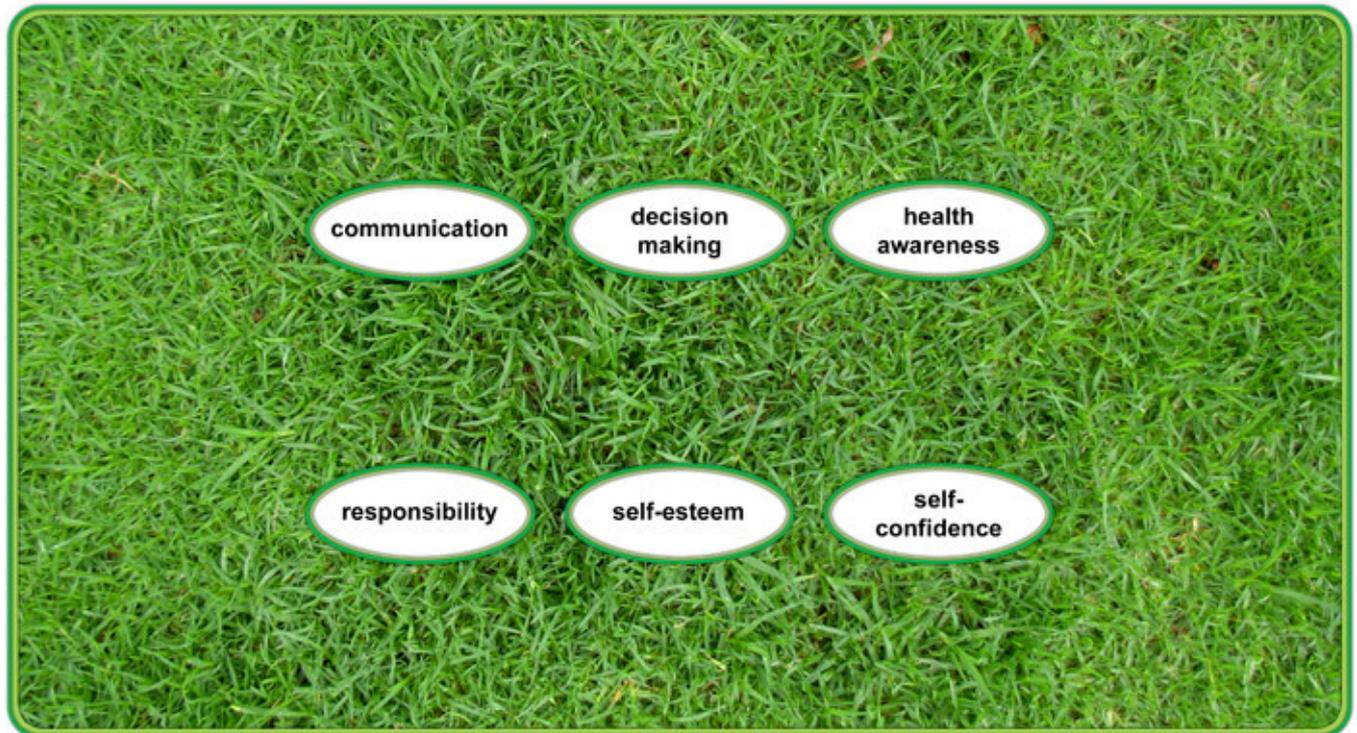 communication
decision
making
health
awareness
responsibility
self-esteem
self-
confidence